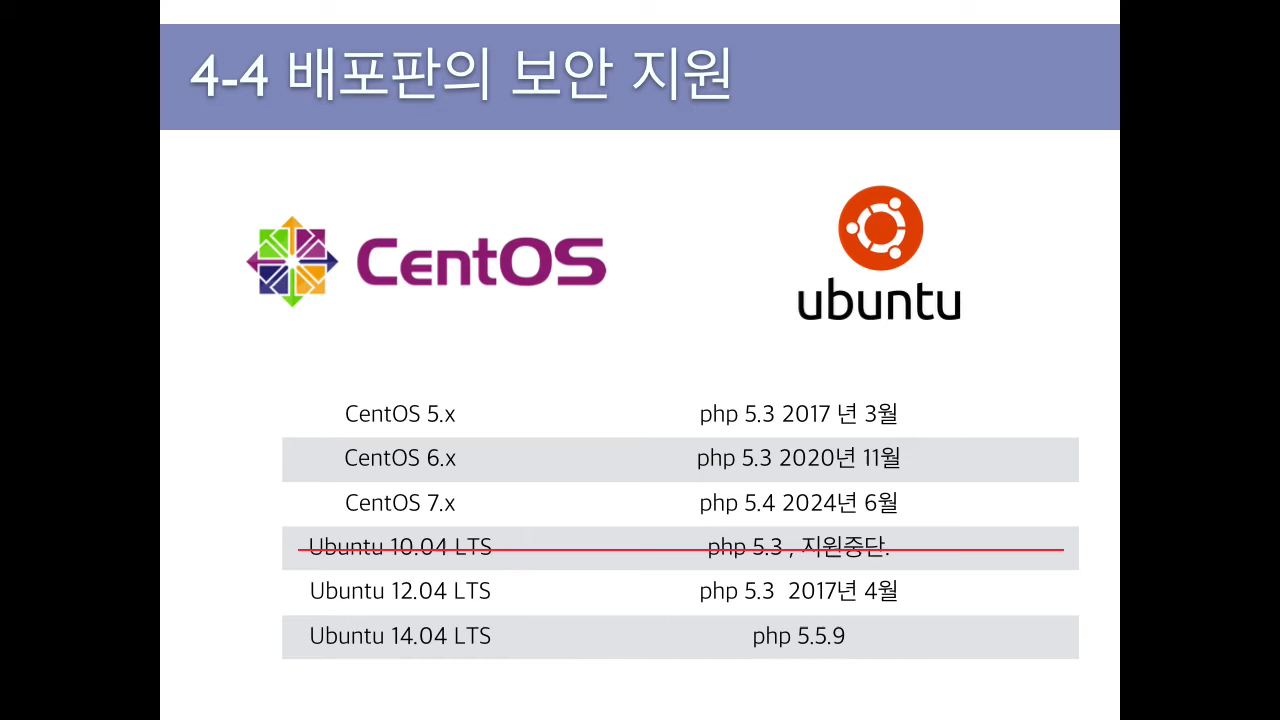 4-4 배포판의 보안 지원
CentOS
ubuntu
CentOS 5.x php 5.3 2017 년 3월
CentOS 6.x php 5.3 2020년 11월
CentOS 7.x php 5.4 2024년 6월
Ubuntu 10.04 LTS php 5.3 , 지원중단.
Ubuntu 12.04 LTS php 5.3 2017년 4월
Ubuntu 14.04 LTS php 5.5.9